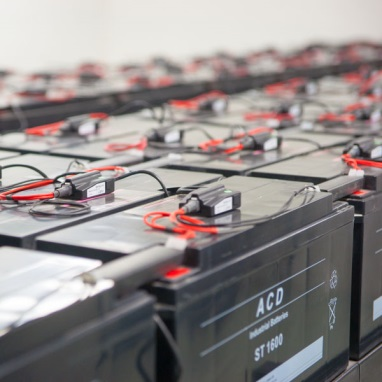 ACD
Industrial Batteries
ST 1600